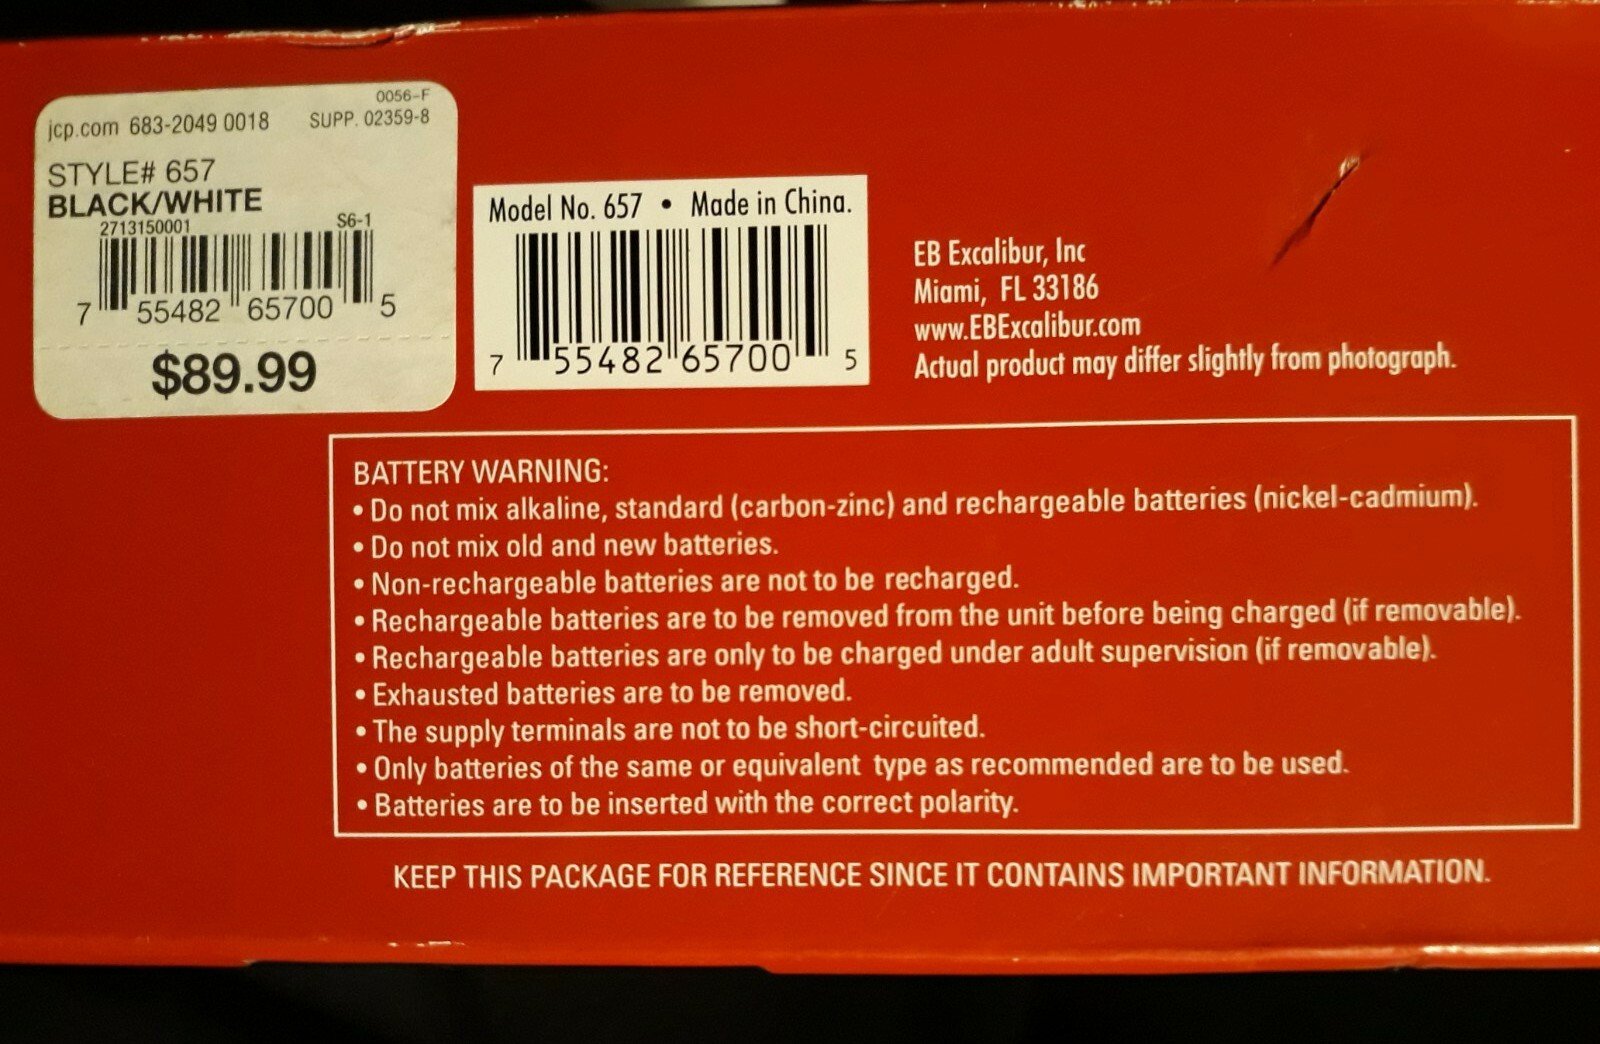 0056-F
jcp.com 683-2049 0018 SUPP. 02359-8
STYLE# 657
BLACK/WHITE
2713150001 S6-1
7 55482 65700 5
$89.99
Model No. 657 • Made in China.
7 55482 65700 5
EB Excalibur, Inc
Miami, FL 33186
www.EBExcalibur.com
Actual product may differ slightly from photograph.
BATTERY WARNING:
• Do not mix alkaline, standard (carbon-zinc) and rechargeable batteries (nickel-cadmium).
• Do not mix old and new batteries.
• Non-rechargeable batteries are not to be recharged.
• Rechargeable batteries are to be removed from the unit before being charged (if removable).
• Rechargeable batteries are only to be charged under adult supervision (if removable).
• Exhausted batteries are to be removed.
• The supply terminals are not to be short-circuited.
• Only batteries of the same or equivalent type as recommended are to be used.
• Batteries are to be inserted with the correct polarity.
KEEP THIS PACKAGE FOR REFERENCE SINCE IT CONTAINS IMPORTANT INFORMATION.